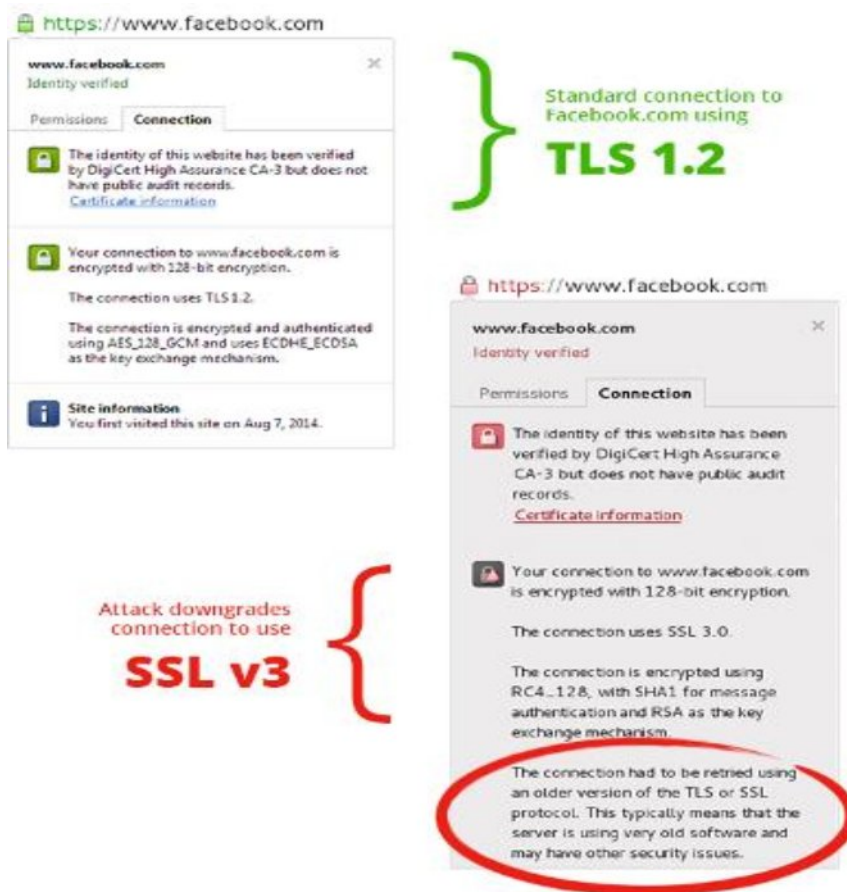 https://www.facebook.com
www.facebook.com
Identity verified
Permissions Connection
The identity of this website has been verified
by DigiCert High Assurance CA-3 but does not
have public audit records.
Certificate information
Your connection to www.facebook.com is
encrypted with 128-bit encryption.
The connection uses TLS 1.2.
The connection is encrypted and authenticated
using AES_128_GCM and uses ECDHE_ECDSA
as the key exchange mechanism.
Site information
You first visited this site on Aug 7, 2014.
Standard connection to
Facebook.com using
TLS 1.2
https://www.facebook.com
www.facebook.com
Identity verified
Permissions Connection
The identity of this website has been
verified by DigiCert High Assurance
CA-3 but does not have public audit
records.
Certificate Information
Your connection to www.facebook.com
is encrypted with 128-bit encryption.
The connection uses SSL 3.0.
The connection is encrypted using
RC4_128, with SHA1 for message
authentication and RSA as the key
exchange mechanism.
The connection had to be retried using
an older version of the TLS or SSL
protocol. This typically means that the
server is using very old software and
may have other security issues.
Attack downgrades
connection to use
SSL v3